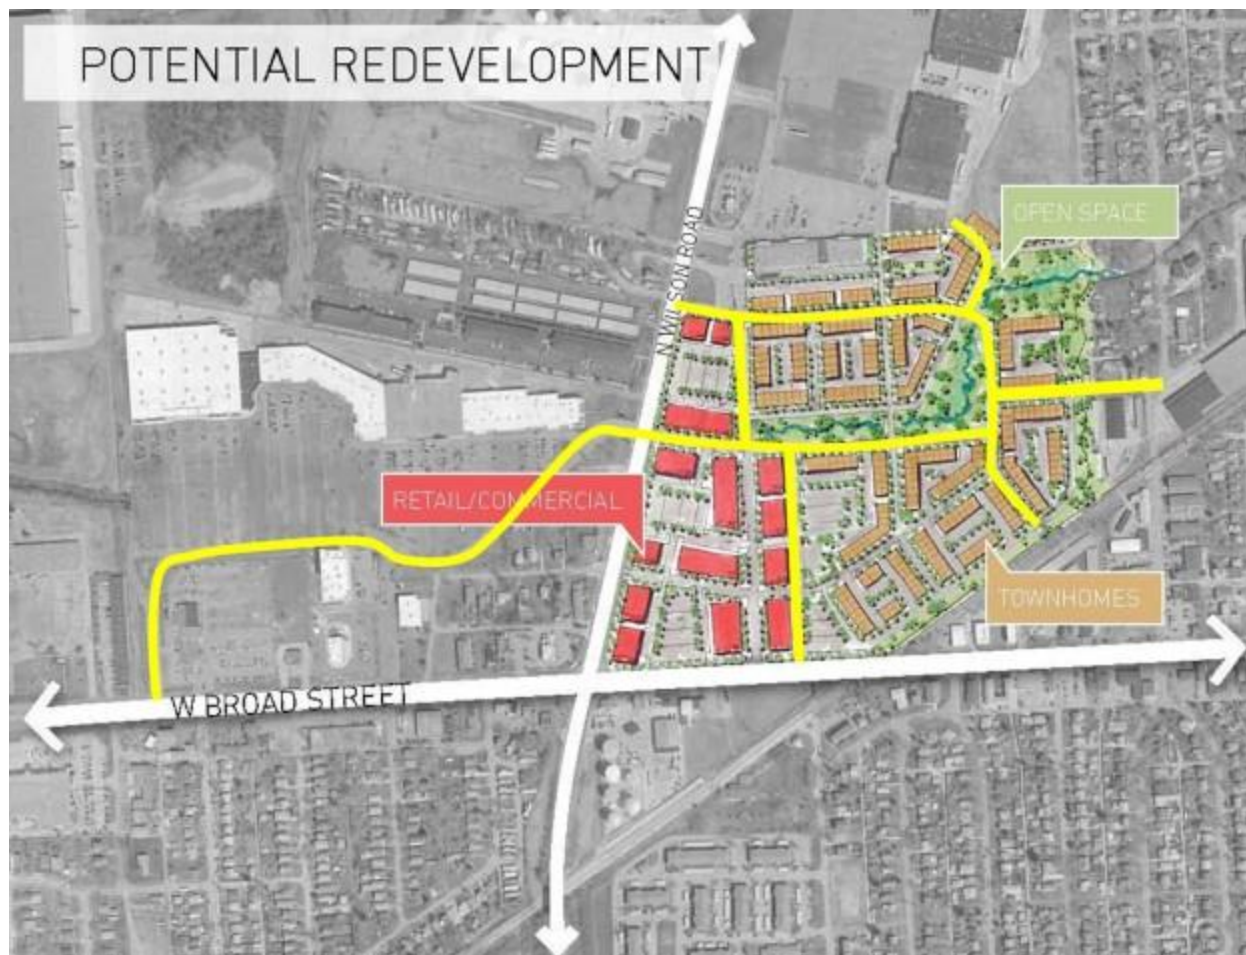 POTENTIAL REDEVELOPMENT
OPEN SPACE
N WILSON ROAD
RETAIL/COMMERCIAL
TOWNHOMES
W BROAD STREET